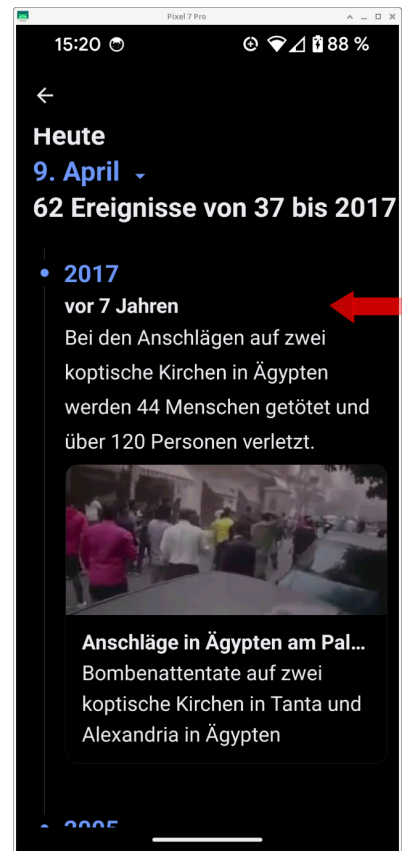 Pixel 7 Pro
15:20
88 %
Heute
9. April
62 Ereignisse von 37 bis 2017
2017
vor 7 Jahren
Bei den Anschlägen auf zwei
koptische Kirchen in Ägypten
werden 44 Menschen getötet und
über 120 Personen verletzt.
Anschläge in Ägypten am Pal...
Bombenattentate auf zwei
koptische Kirchen in Tanta und
Alexandria in Ägypten
2005